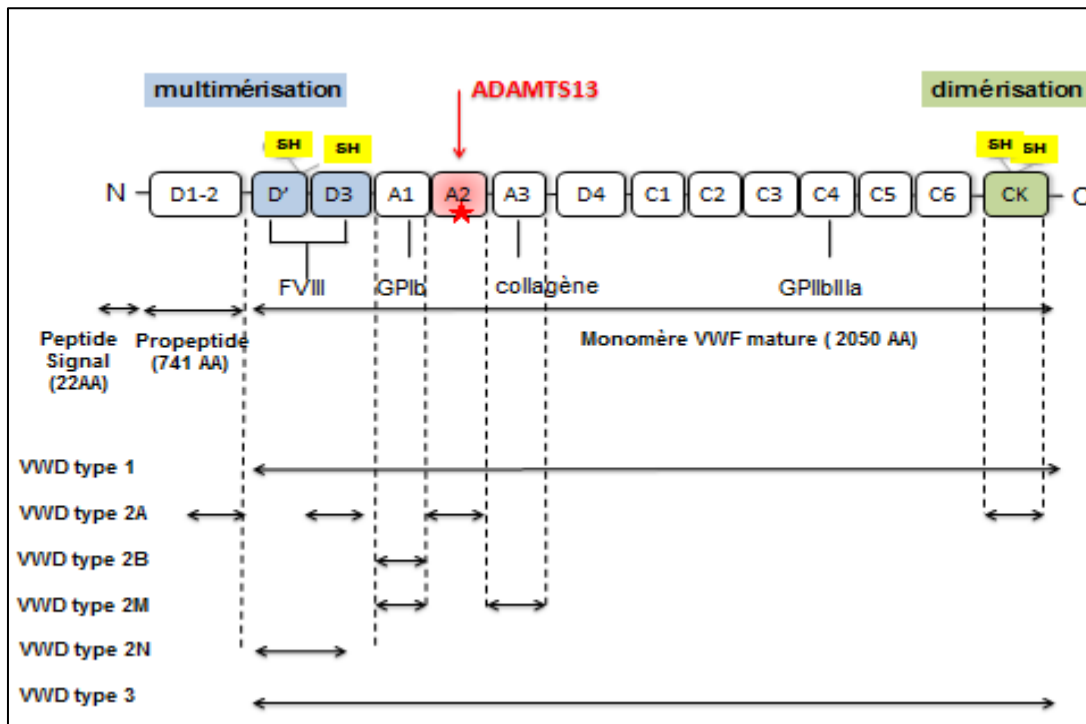 multimérisation
ADAMTS13
dimérisation
SH
SH
SH
SH
N
D1-2
D'
D3
A1
A2
A3
D4
C1
C2
C3
C4
C5
C6
CK
C
FVIII
GPIb
collagène
GPIIbIIIa
Peptide
Signal
(22AA)
Propeptide
(741 AA)
Monomère VWF mature ( 2050 AA)
VWD type 1
VWD type 2A
VWD type 2B
VWD type 2M
VWD type 2N
VWD type 3